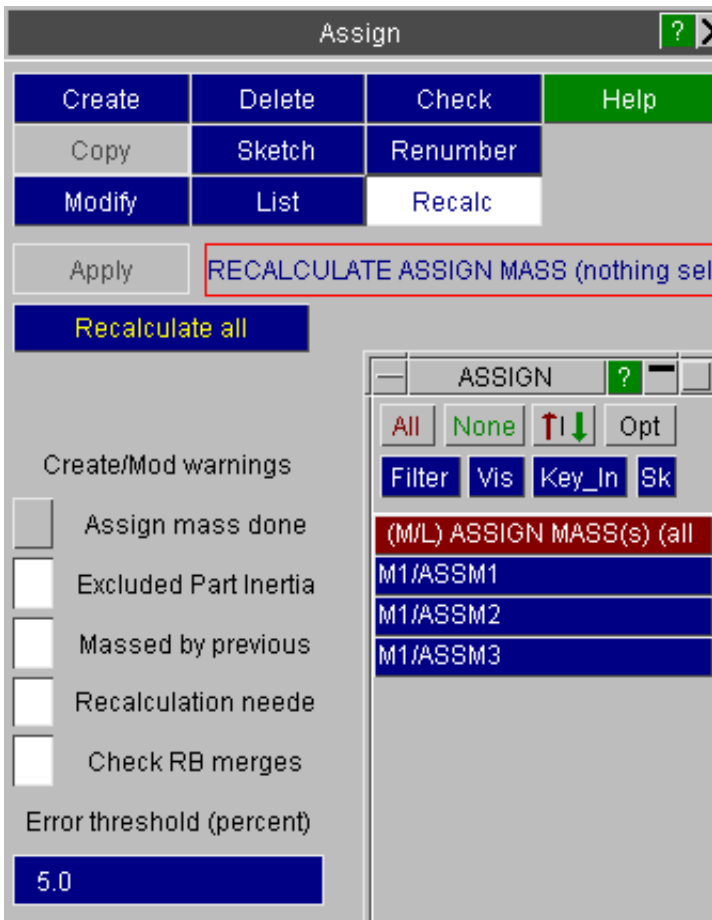 Assign ? X
Create Delete Check Help
Copy Sketch Renumber
Modify List Recalc
Apply RECALCULATE ASSIGN MASS (nothing sel
Recalculate all
ASSIGN ?
All None Opt
Filter Vis Key_In Sk
(M/L) ASSIGN MASS(s) (all
M1/ASSM1
M1/ASSM2
M1/ASSM3
Create/Mod warnings
Assign mass done
Excluded Part Inertia
Massed by previous
Recalculation neede
Check RB merges
Error threshold (percent)
5.0